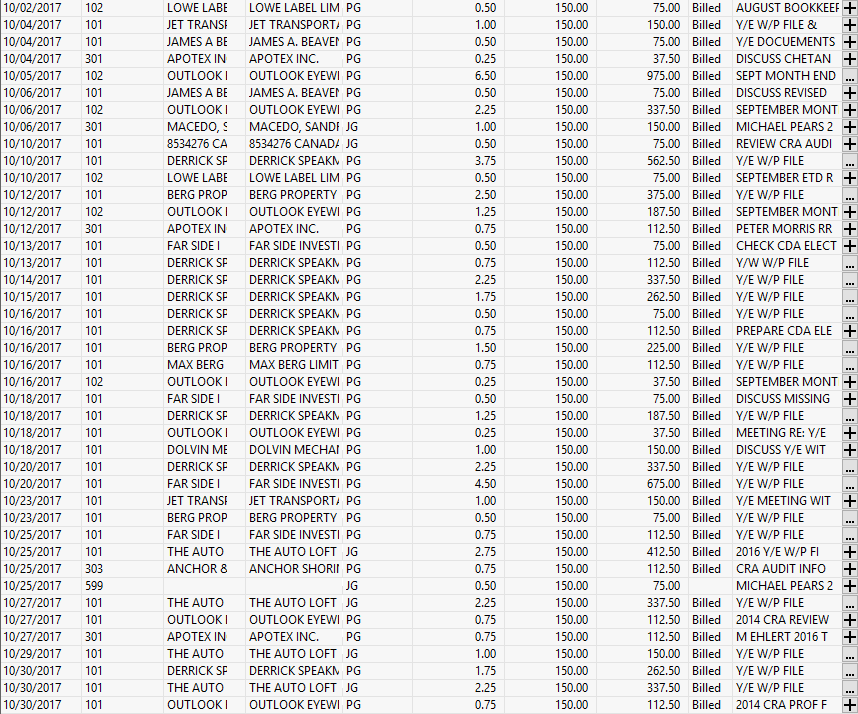 10/02/2017 102 LOWE LABE LOWE LABEL LIM PG 0.50 150.00 75.00 Billed AUGUST BOOKKEEF
10/04/2017 101 JET TRANSF JET TRANSPORTA PG 1.00 150.00 150.00 Billed Y/E W/P FILE &
10/04/2017 101 JAMES A BE JAMES A. BEAVEN PG 0.50 150.00 75.00 Billed Y/E DOCUEMENTS
10/04/2017 301 APOTEX IN APOTEX INC. PG 0.25 150.00 37.50 Billed DISCUSS CHETAN
10/05/2017 102 OUTLOOK I OUTLOOK EYEWI PG 6.50 150.00 975.00 Billed SEPT MONTH END ...
10/06/2017 101 JAMES A BE JAMES A. BEAVEN PG 0.50 150.00 75.00 Billed DISCUSS REVISED
10/06/2017 102 OUTLOOK I OUTLOOK EYEWI PG 2.25 150.00 337.50 Billed SEPTEMBER MONT
10/06/2017 301 MACEDO, S MACEDO, SANDI JG 1.00 150.00 150.00 Billed MICHAEL PEARS 2
10/10/2017 101 8534276 CA 8534276 CANADA JG 0.50 150.00 75.00 Billed REVIEW CRA AUDI
10/10/2017 101 DERRICK SP DERRICK SPEAKM PG 3.75 150.00 562.50 Billed Y/E W/P FILE ...
10/10/2017 102 LOWE LABE LOWE LABEL LIM PG 0.50 150.00 75.00 Billed SEPTEMBER ETD R
10/12/2017 101 BERG PROP BERG PROPERTY PG 2.50 150.00 375.00 Billed Y/E W/P FILE ...
10/12/2017 102 OUTLOOK I OUTLOOK EYEWI PG 1.25 150.00 187.50 Billed SEPTEMBER MONT
10/12/2017 301 APOTEX IN APOTEX INC. PG 0.75 150.00 112.50 Billed PETER MORRIS RR
10/13/2017 101 FAR SIDE I FAR SIDE INVESTI PG 0.50 150.00 75.00 Billed CHECK CDA ELECT
10/13/2017 101 DERRICK SP DERRICK SPEAKM PG 0.75 150.00 112.50 Billed Y/W W/P FILE ...
10/14/2017 101 DERRICK SP DERRICK SPEAKM PG 2.25 150.00 337.50 Billed Y/E W/P FILE ...
10/15/2017 101 DERRICK SP DERRICK SPEAKM PG 1.75 150.00 262.50 Billed Y/E W/P FILE ...
10/16/2017 101 DERRICK SP DERRICK SPEAKM PG 0.50 150.00 75.00 Billed Y/E W/P FILE ...
10/16/2017 101 DERRICK SP DERRICK SPEAKM PG 0.75 150.00 112.50 Billed PREPARE CDA ELE
10/16/2017 101 BERG PROP BERG PROPERTY PG 1.50 150.00 225.00 Billed Y/E W/P FILE ...
10/16/2017 101 MAX BERG MAX BERG LIMIT PG 0.75 150.00 112.50 Billed Y/E W/P FILE ...
10/16/2017 102 OUTLOOK I OUTLOOK EYEWI PG 0.25 150.00 37.50 Billed SEPTEMBER MONT
10/18/2017 101 FAR SIDE I FAR SIDE INVESTI PG 0.50 150.00 75.00 Billed DISCUSS MISSING
10/18/2017 101 DERRICK SP DERRICK SPEAKM PG 1.25 150.00 187.50 Billed Y/E W/P FILE ...
10/18/2017 101 OUTLOOK I OUTLOOK EYEWI PG 0.25 150.00 37.50 Billed MEETING RE: Y/E
10/18/2017 101 DOLVIN ME DOLVIN MECHAI PG 1.00 150.00 150.00 Billed DISCUSS Y/E WIT
10/20/2017 101 DERRICK SP DERRICK SPEAKM PG 2.25 150.00 337.50 Billed Y/E W/P FILE ...
10/20/2017 101 FAR SIDE I FAR SIDE INVESTI PG 4.50 150.00 675.00 Billed Y/E W/P FILE ...
10/23/2017 101 JET TRANSF JET TRANSPORTA PG 1.00 150.00 150.00 Billed Y/E MEETING WIT
10/23/2017 101 BERG PROP BERG PROPERTY PG 0.50 150.00 75.00 Billed Y/E W/P FILE ...
10/25/2017 101 FAR SIDE I FAR SIDE INVESTI PG 0.75 150.00 112.50 Billed Y/E W/P FILE ...
10/25/2017 101 THE AUTO THE AUTO LOFT JG 2.75 150.00 412.50 Billed 2016 Y/E W/P FI
10/25/2017 303 ANCHOR & ANCHOR SHORII PG 0.75 150.00 112.50 Billed CRA AUDIT INFO
10/25/2017 599 JG 0.50 150.00 75.00 MICHAEL PEARS 2
10/27/2017 101 THE AUTO THE AUTO LOFT JG 2.25 150.00 337.50 Billed Y/E W/P FILE ...
10/27/2017 101 OUTLOOK I OUTLOOK EYEWI PG 0.75 150.00 112.50 Billed 2014 CRA REVIEW
10/27/2017 301 APOTEX IN APOTEX INC. PG 0.75 150.00 112.50 Billed M EHLERT 2016 T
10/29/2017 101 THE AUTO THE AUTO LOFT JG 1.00 150.00 150.00 Billed Y/E W/P FILE ...
10/30/2017 101 DERRICK SP DERRICK SPEAKM PG 1.75 150.00 262.50 Billed Y/E W/P FILE ...
10/30/2017 101 THE AUTO THE AUTO LOFT JG 2.25 150.00 337.50 Billed Y/E W/P FILE ...
10/30/2017 101 OUTLOOK I OUTLOOK EYEWI PG 0.75 150.00 112.50 Billed 2014 CRA PROF F